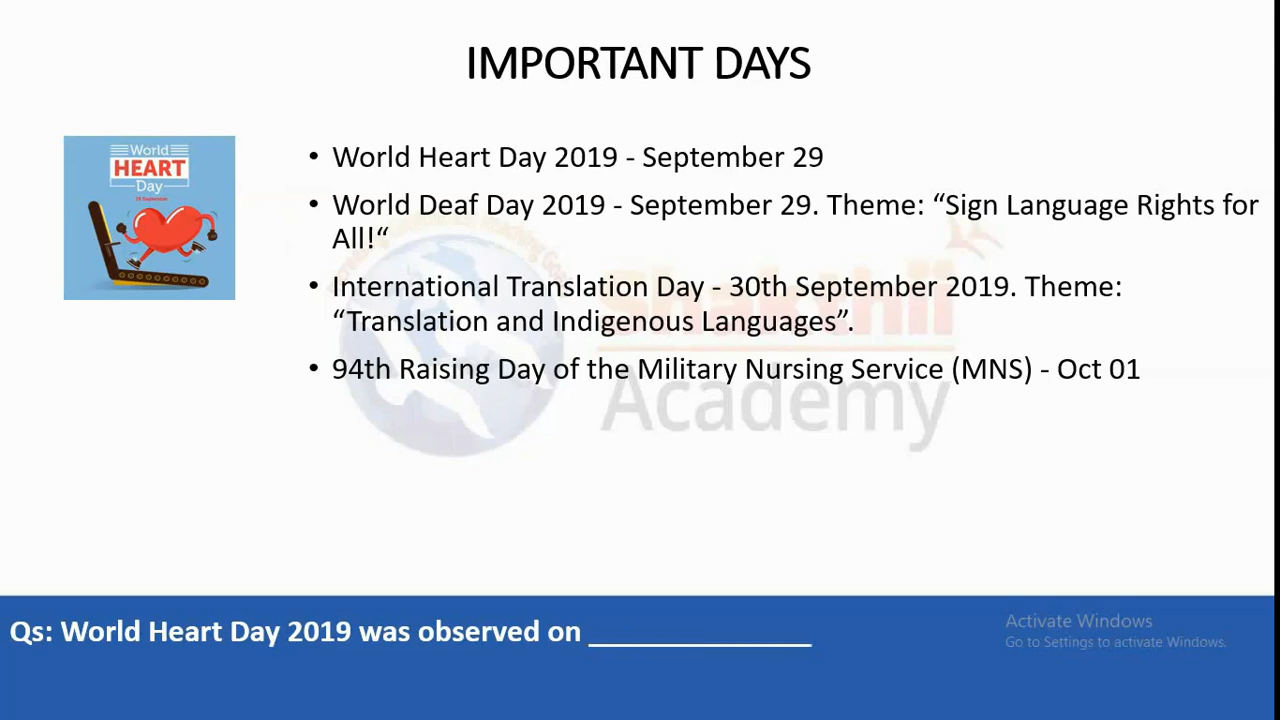 IMPORTANT DAYS
World
HEART
Day
29 September
• World Heart Day 2019 - September 29
• World Deaf Day 2019 - September 29. Theme: “Sign Language Rights for
All!“
• International Translation Day - 30th September 2019. Theme:
“Translation and Indigenous Languages”.
• 94th Raising Day of the Military Nursing Service (MNS) - Oct 01
Academy
Qs: World Heart Day 2019 was observed on ______________
Activate Windows
Go to Settings to activate Windows.